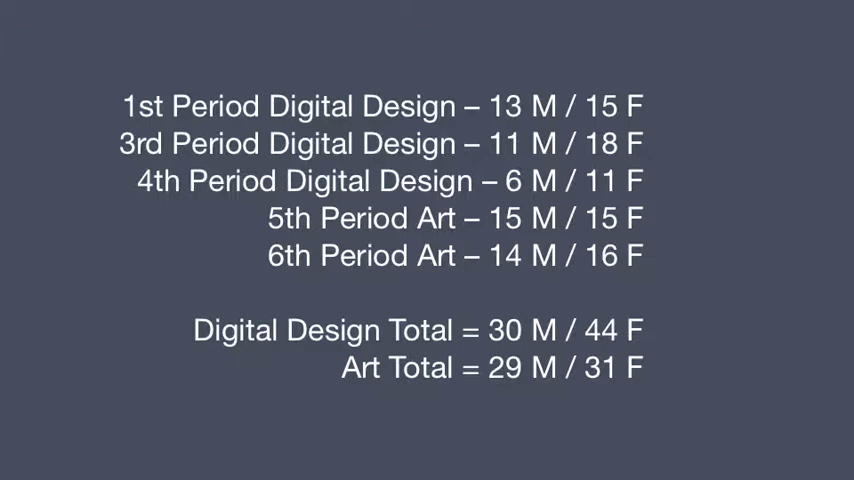 1st Period Digital Design – 13 M / 15 F
3rd Period Digital Design – 11 M / 18 F
4th Period Digital Design – 6 M / 11 F
5th Period Art – 15 M / 15 F
6th Period Art – 14 M / 16 F
Digital Design Total = 30 M / 44 F
Art Total = 29 M / 31 F